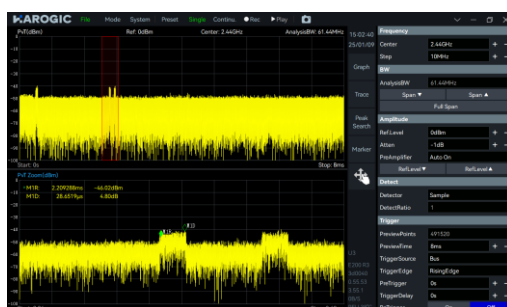 HAROGIC File Mode System Preset Single Continu. Rec Play
PvT(dBm) Ref: 0dBm Center: 2.44GHz AnalysisBW: 61.44MHz
15:02:40
25/01/09
Graph
Trace
Peak
Search
Marker
Start: 0s Stop: 8ms
PvT Zoom(dBm)
M1R: 2.209288ms -46.02dBm
M1D: 28.6519μs 4.80dB
Frequency
Center 2.44GHz + -
Step 10MHz + -
BW
AnalysisBW 61.44MHz
Span ▼ Span ▲
Full Span
Amplitude
Ref.Level 0dBm + -
Atten -1dB + -
PreAmplifier Auto On
RefLevel▼ RefLevel▲
Detect
Detector Sample
DetectRatio 1
Trigger
PreviewPoints 491520
PreviewTime 8ms + -
TriggerSource Bus
TriggerEdge RisingEdge
PreTrigger 0s + -
TriggerDelay 0s + -